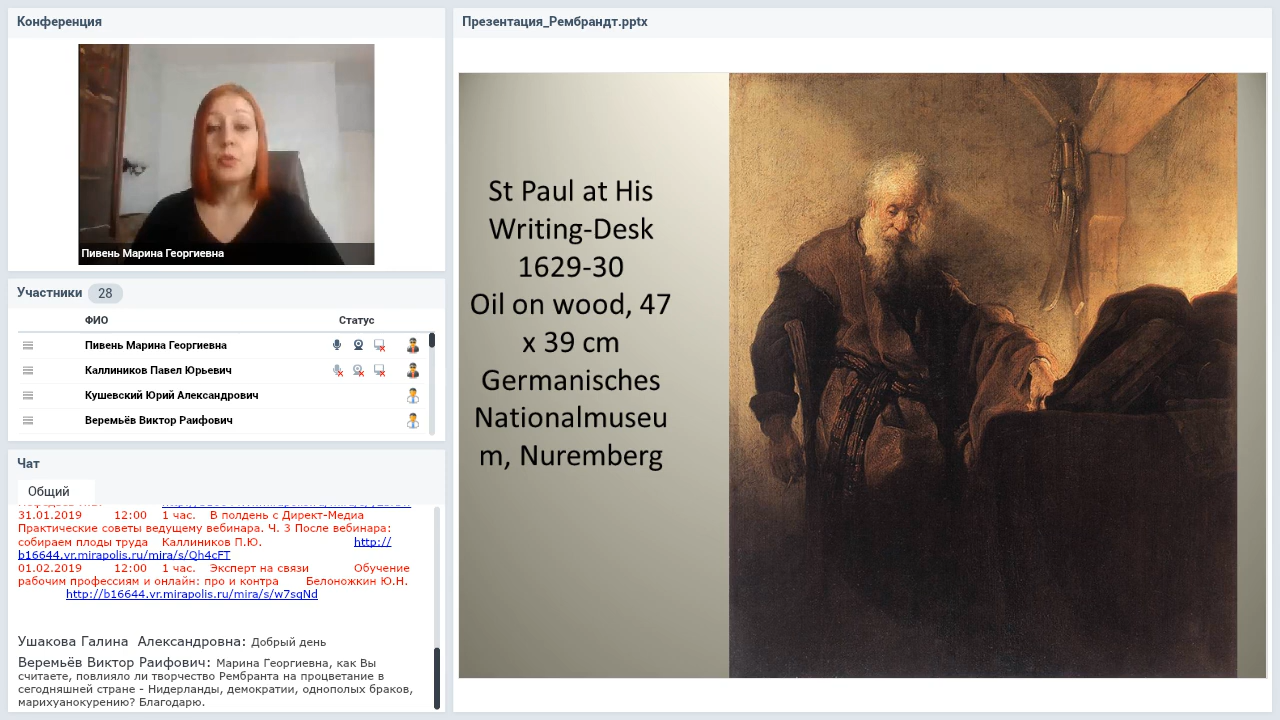 Конференция
Пивень Марина Георгиевна
Участники 28
ФИО Статус
Пивень Марина Георгиевна
Каллиников Павел Юрьевич
Кушевский Юрий Александрович
Веремьёв Виктор Раифович
Чат
Общий
31.01.2019 12:00 1 час. В полдень с Директ-Медиа
Практические советы ведущему вебинара. Ч. 3 После вебинара:
собираем плоды труда Каллиников П.Ю. http://
b16644.vr.mirapolis.ru/mira/s/Qh4cFT
01.02.2019 12:00 1 час. Эксперт на связи Обучение
рабочим профессиям и онлайн: про и контра Белоножкин Ю.Н.
http://b16644.vr.mirapolis.ru/mira/s/w7sqNd
Ушакова Галина Александровна: Добрый день
Веремьёв Виктор Раифович: Марина Георгиевна, как Вы
считаете, повлияло ли творчество Рембранта на процветание в
сегодняшней стране - Нидерланды, демократии, однополых браков,
марихуанокурению? Благодарю.
Презентация_Рембрандт.pptx
St Paul at His
Writing-Desk
1629-30
Oil on wood, 47
x 39 cm
Germanisches
Nationalmuseu
m, Nuremberg